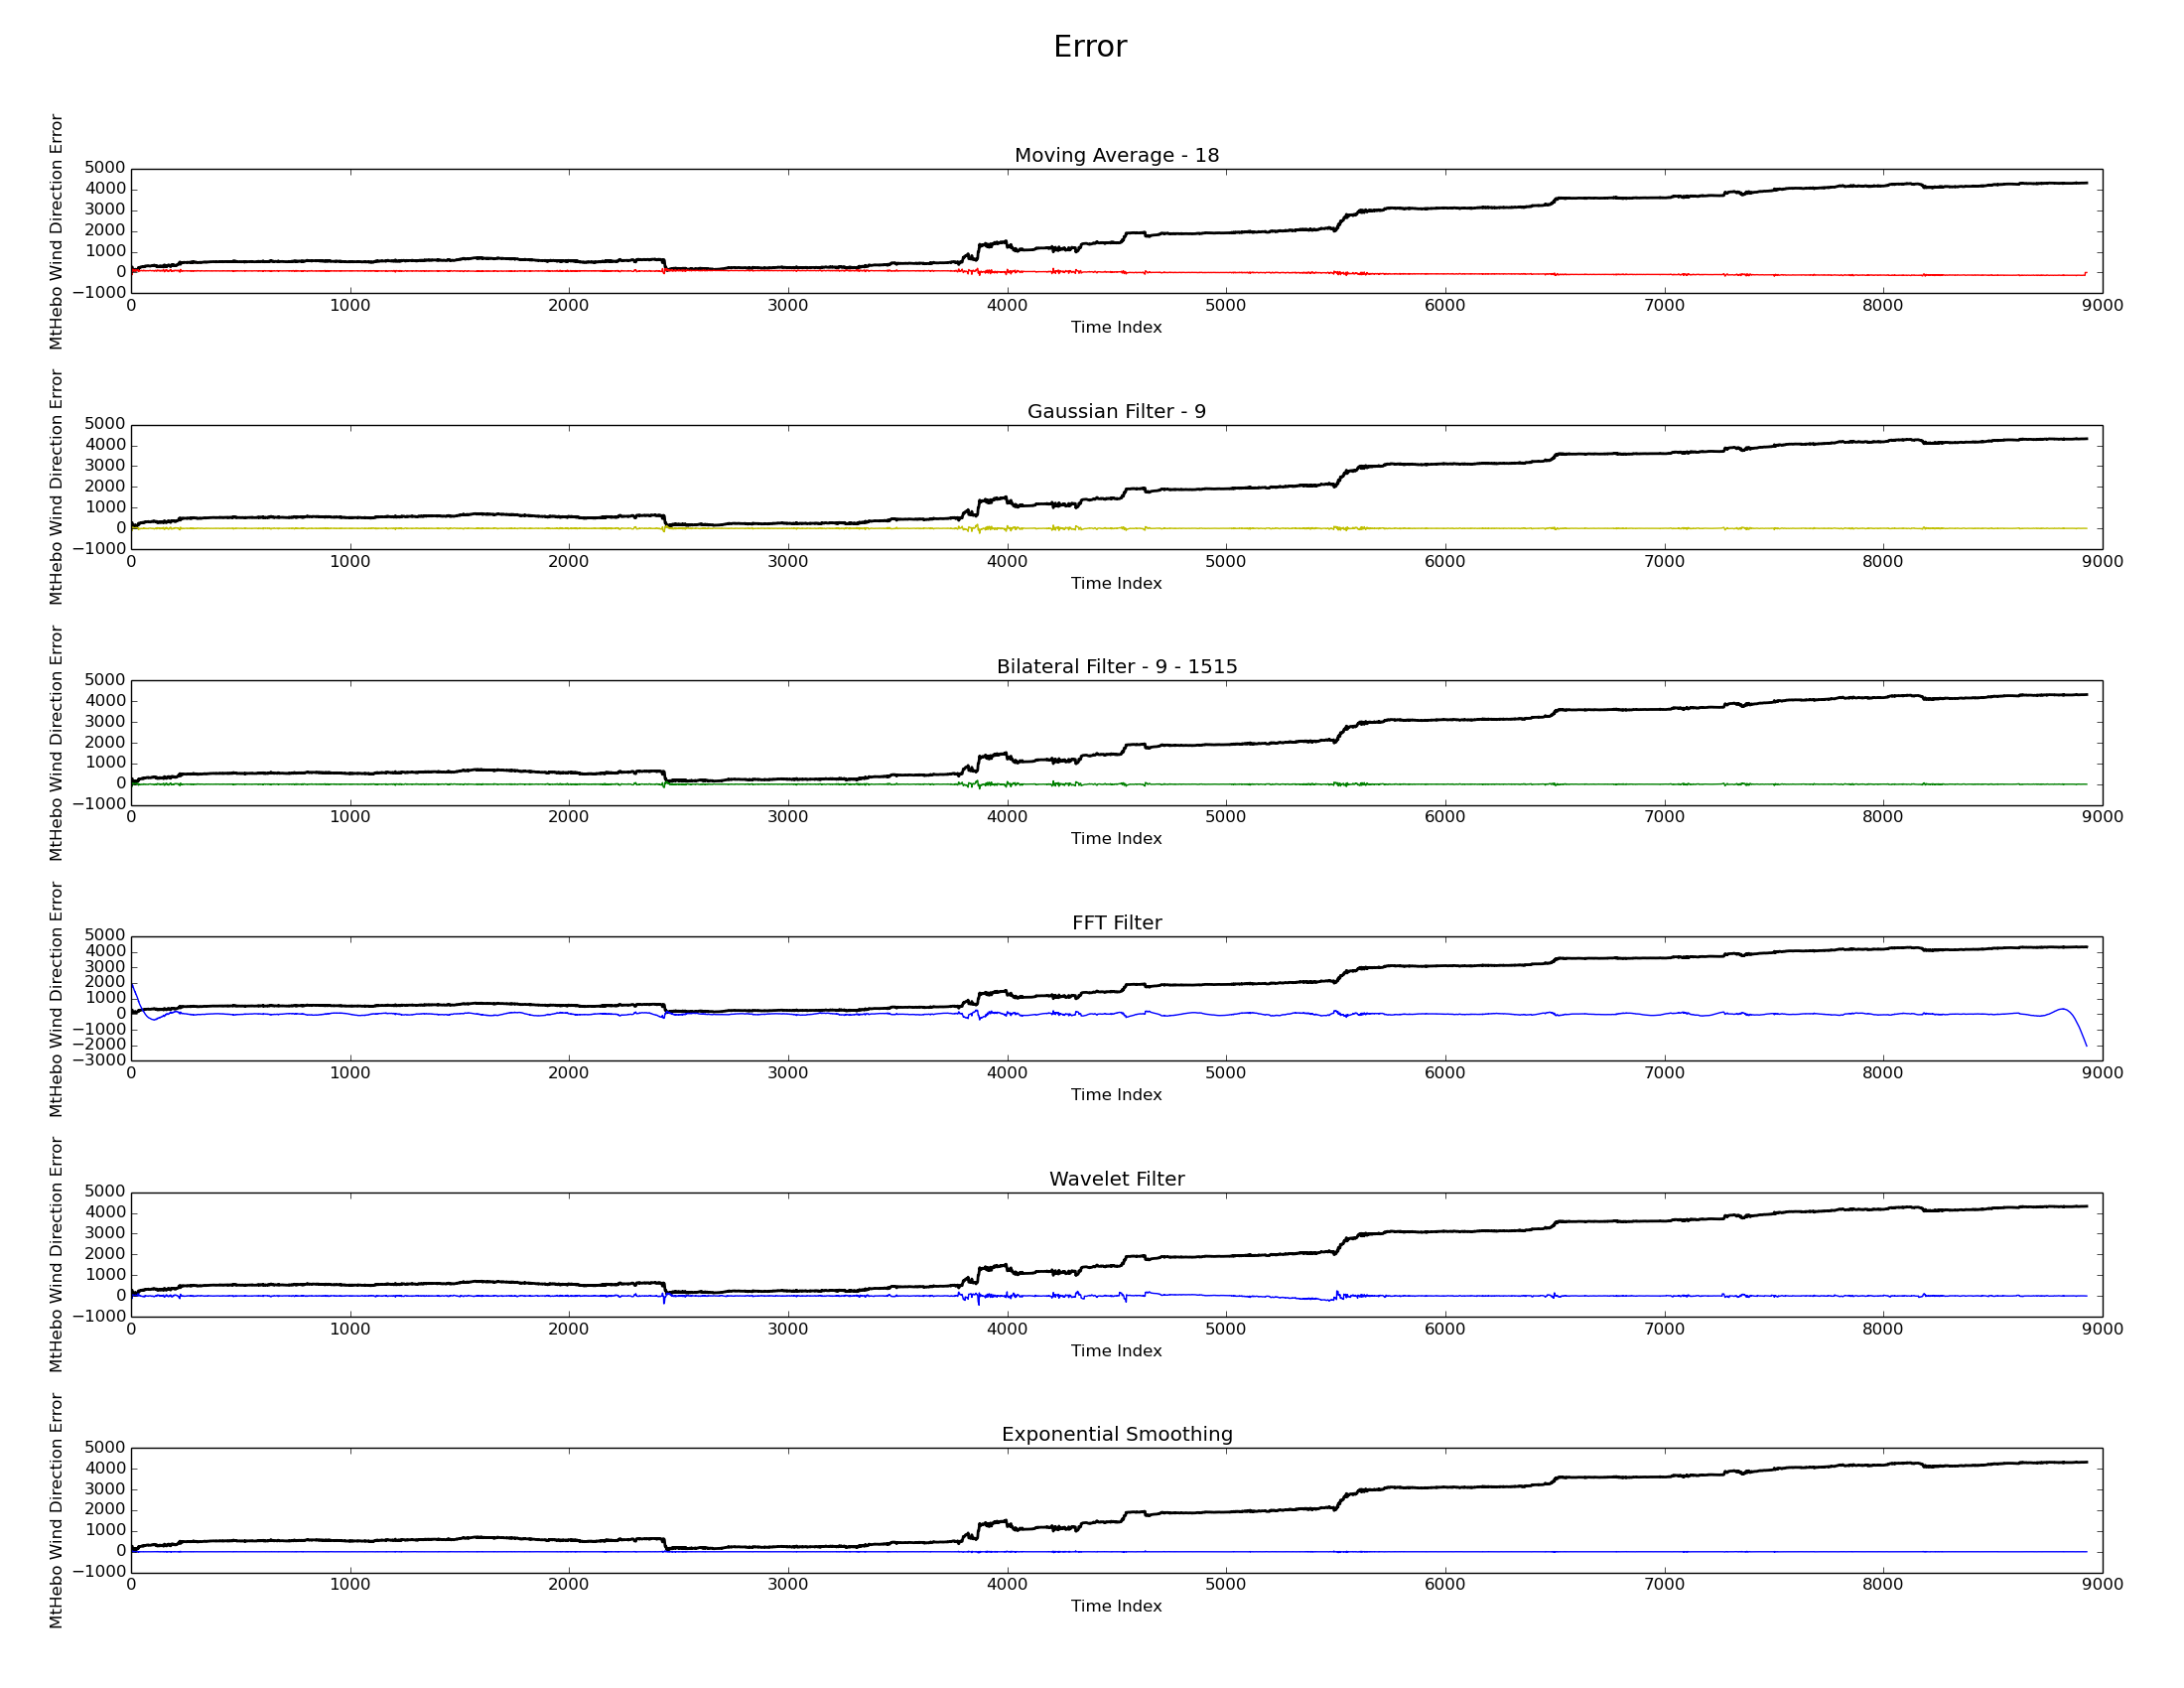 Error
Moving Average - 18
MtHebo Wind Direction Error
5000
4000
3000
2000
1000
0
−1000
0 1000 2000 3000 4000 5000 6000 7000 8000 9000
Time Index
Gaussian Filter - 9
MtHebo Wind Direction Error
5000
4000
3000
2000
1000
0
−1000
0 1000 2000 3000 4000 5000 6000 7000 8000 9000
Time Index
Bilateral Filter - 9 - 1515
MtHebo Wind Direction Error
5000
4000
3000
2000
1000
0
−1000
0 1000 2000 3000 4000 5000 6000 7000 8000 9000
Time Index
FFT Filter
MtHebo Wind Direction Error
5000
4000
3000
2000
1000
0
−1000
−2000
−3000
0 1000 2000 3000 4000 5000 6000 7000 8000 9000
Time Index
Wavelet Filter
MtHebo Wind Direction Error
5000
4000
3000
2000
1000
0
−1000
0 1000 2000 3000 4000 5000 6000 7000 8000 9000
Time Index
Exponential Smoothing
MtHebo Wind Direction Error
5000
4000
3000
2000
1000
0
−1000
0 1000 2000 3000 4000 5000 6000 7000 8000 9000
Time Index